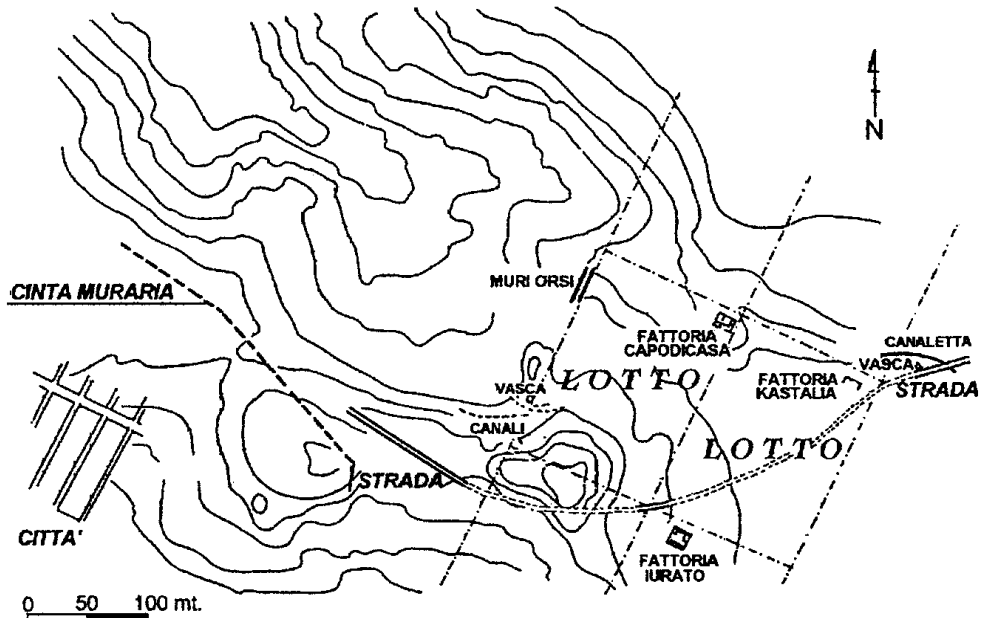 N
MURI ORSI
CINTA MURARIA
FATTORIA
CAPODICASA
CANALETTA
VASCA
STRADA
FATTORIA
KASTALIA
VASCA
LOTTO
CANALI
LOTTO
STRADA
CITTA'
FATTORIA
IURATO
0 50 100 mt.